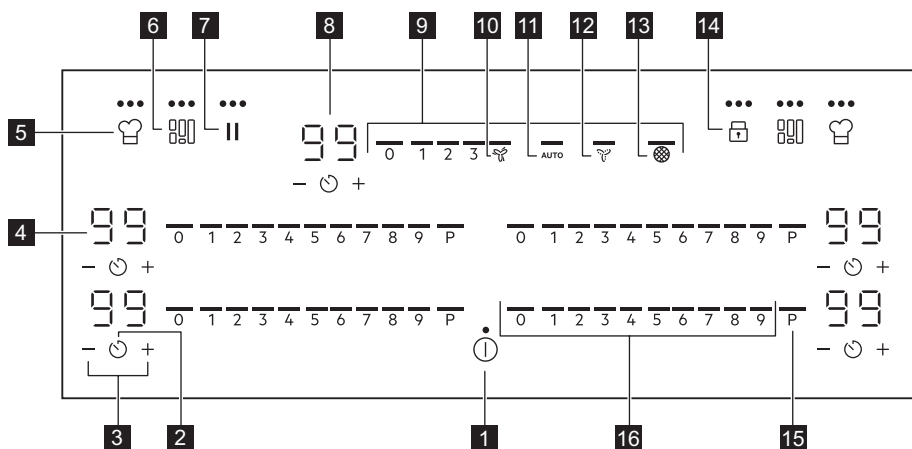 6 7 8 9 10 11 12 13 14
5
99 0 1 2 3 AUTO
− +
4 99 0 1 2 3 4 5 6 7 8 9 P 0 1 2 3 4 5 6 7 8 9 P 99
− + − +
99 0 1 2 3 4 5 6 7 8 9 P 0 1 2 3 4 5 6 7 8 9 P 99
− + − +
3 2 1 16 15